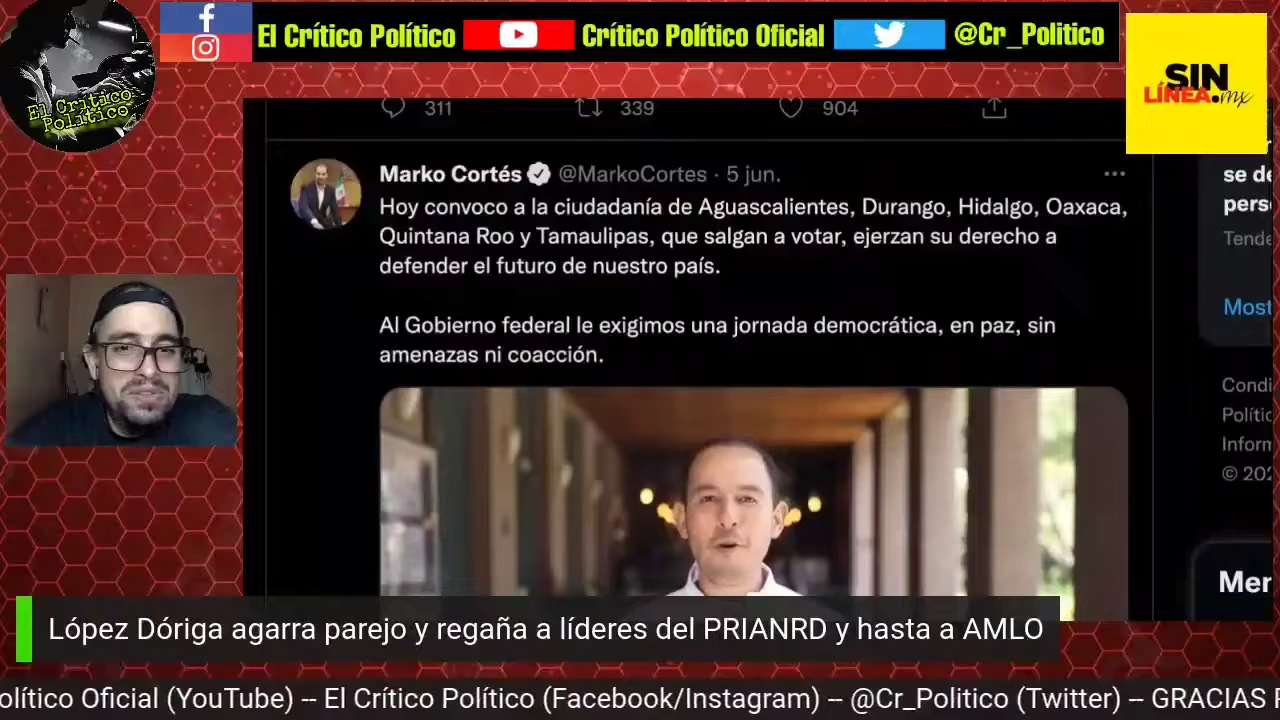 El Crítico Político
Crítico Político Oficial
@Cr_Politico
El Crítico
Político
SIN
LÍNEA.mx
311
339
904
Marko Cortés @MarkoCortes · 5 jun.
Hoy convoco a la ciudadanía de Aguascalientes, Durango, Hidalgo, Oaxaca,
Quintana Roo y Tamaulipas, que salgan a votar, ejerzan su derecho a
defender el futuro de nuestro país.
Al Gobierno federal le exigimos una jornada democrática, en paz, sin
amenazas ni coacción.
se de
perso
Tende
Most
Condi
Polític
Inform
© 202
Men
López Dóriga agarra parejo y regaña a líderes del PRIANRD y hasta a AMLO
olítico Oficial (YouTube) -- El Crítico Político (Facebook/Instagram) -- @Cr_Politico (Twitter) -- GRACIAS